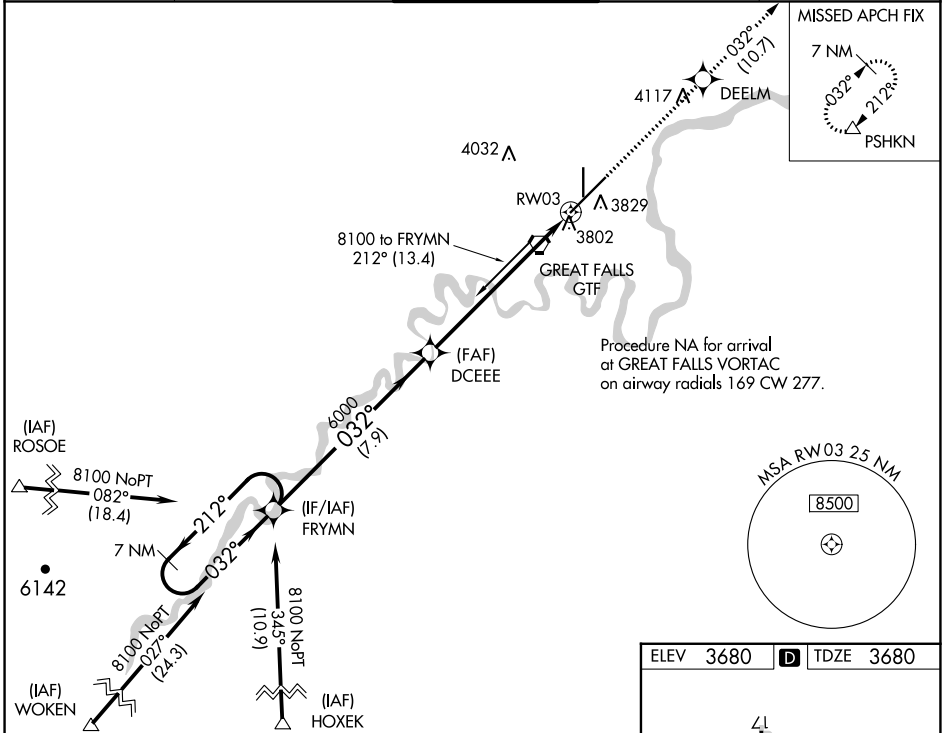 MISSED APCH FIX
7 NM
032°
212°
PSHKN
032°
(10.7)
4117
DEELM
4032
RW03
3829
3802
8100 to FRYMN
212° (13.4)
GREAT FALLS
GTF
(FAF)
DCEEE
Procedure NA for arrival
at GREAT FALLS VORTAC
on airway radials 169 CW 277.
6000
032°
(7.9)
(IAF)
ROSOE
8100 NoPT
082°
(18.4)
212°
7 NM
032°
(IF/IAF)
FRYMN
6142
8100 NoPT
027°
(24.3)
8100 NoPT
345°
(10.9)
(IAF)
WOKEN
(IAF)
HOXEK
MSA RW03 25 NM
8500
ELEV 3680 D TDZE 3680
17